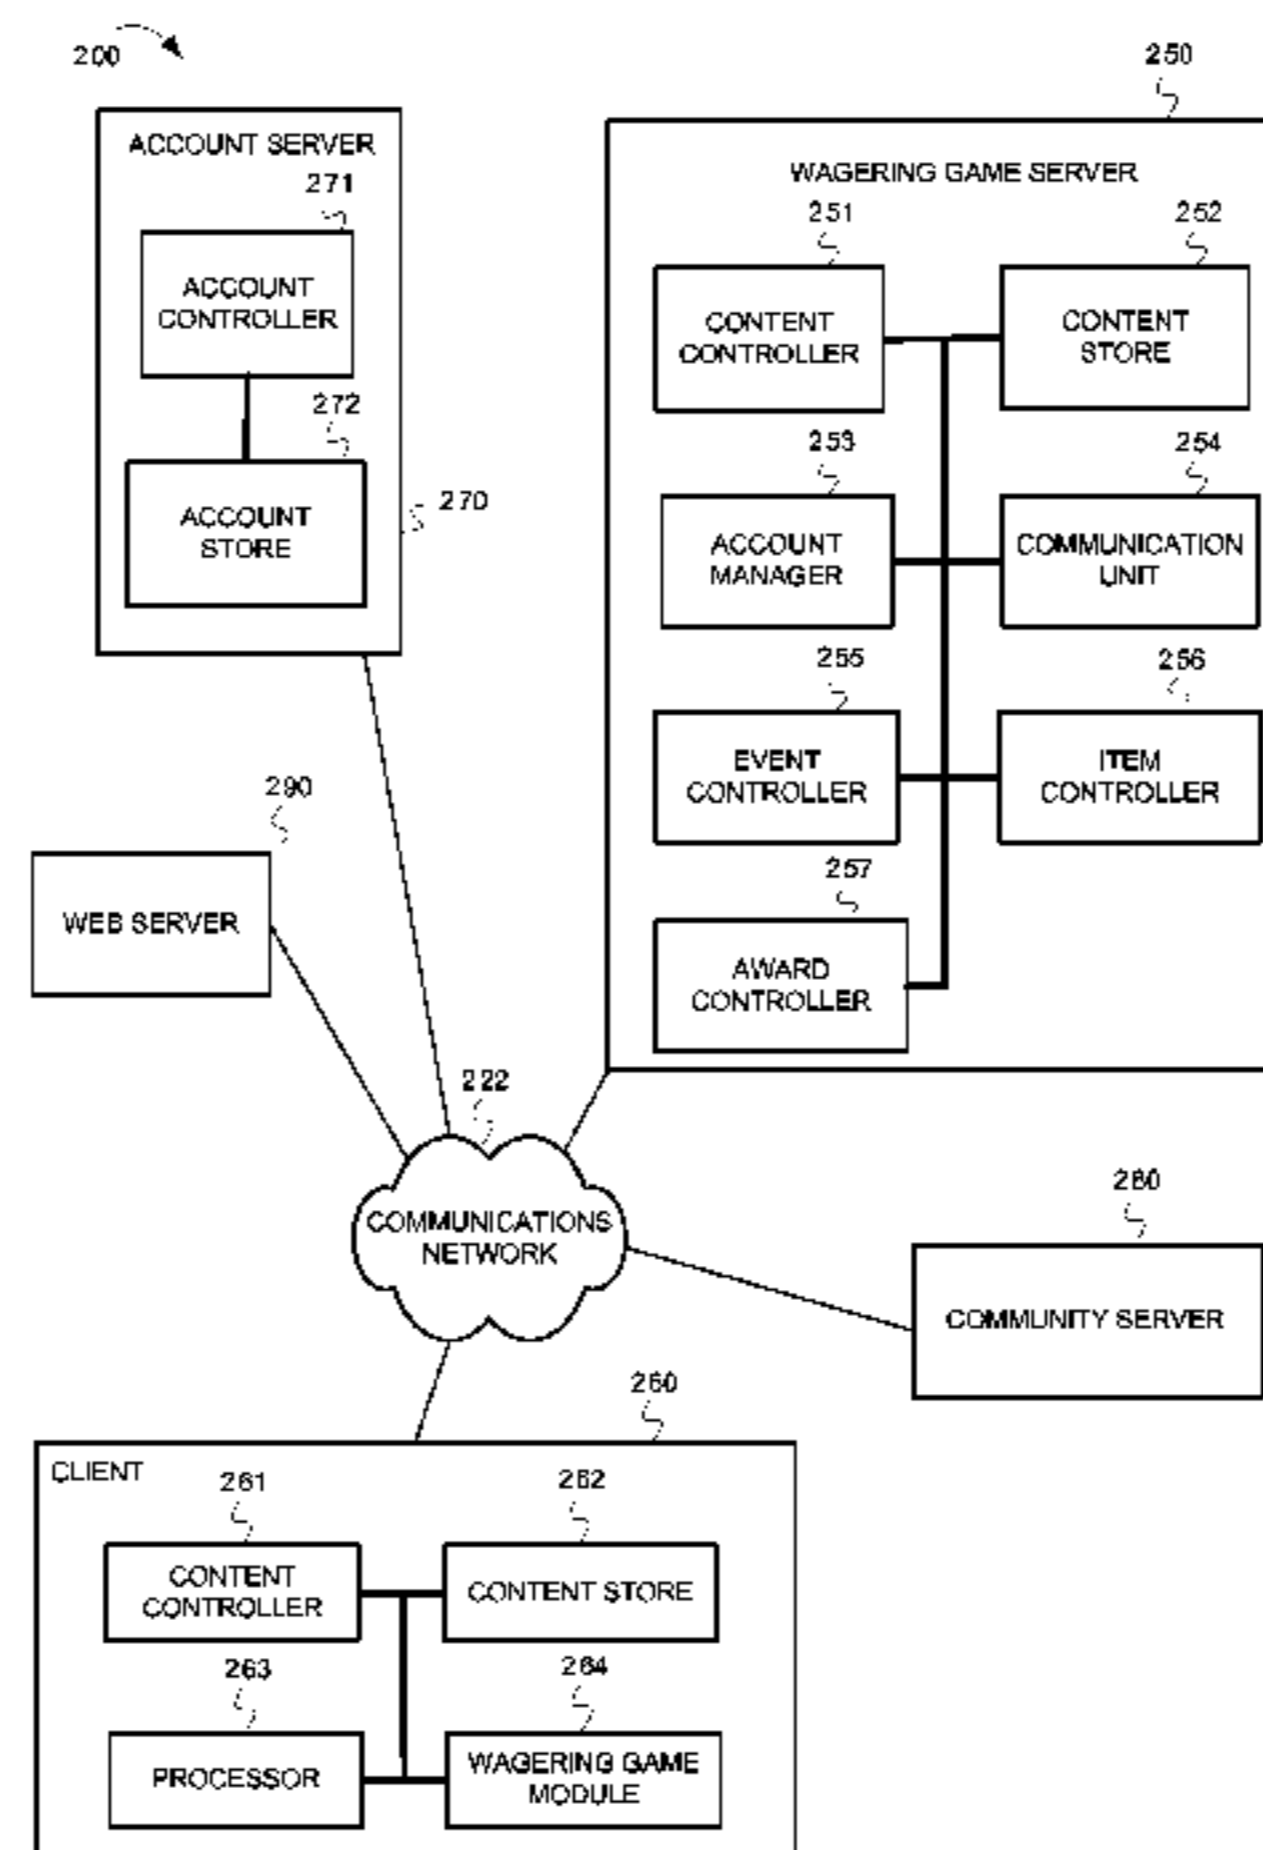 200
250
ACCOUNT SERVER
271
ACCOUNT
CONTROLLER
272
ACCOUNT
STORE
270
WAGERING GAME SERVER
251
252
CONTENT
CONTROLLER
CONTENT
STORE
253
254
ACCOUNT
MANAGER
COMMUNICATION
UNIT
255
256
EVENT
CONTROLLER
ITEM
CONTROLLER
257
AWARD
CONTROLLER
290
WEB SERVER
222
COMMUNICATIONS
NETWORK
280
COMMUNITY SERVER
260
CLIENT
261
262
CONTENT
CONTROLLER
CONTENT STORE
263
264
PROCESSOR
WAGERING GAME
MODULE